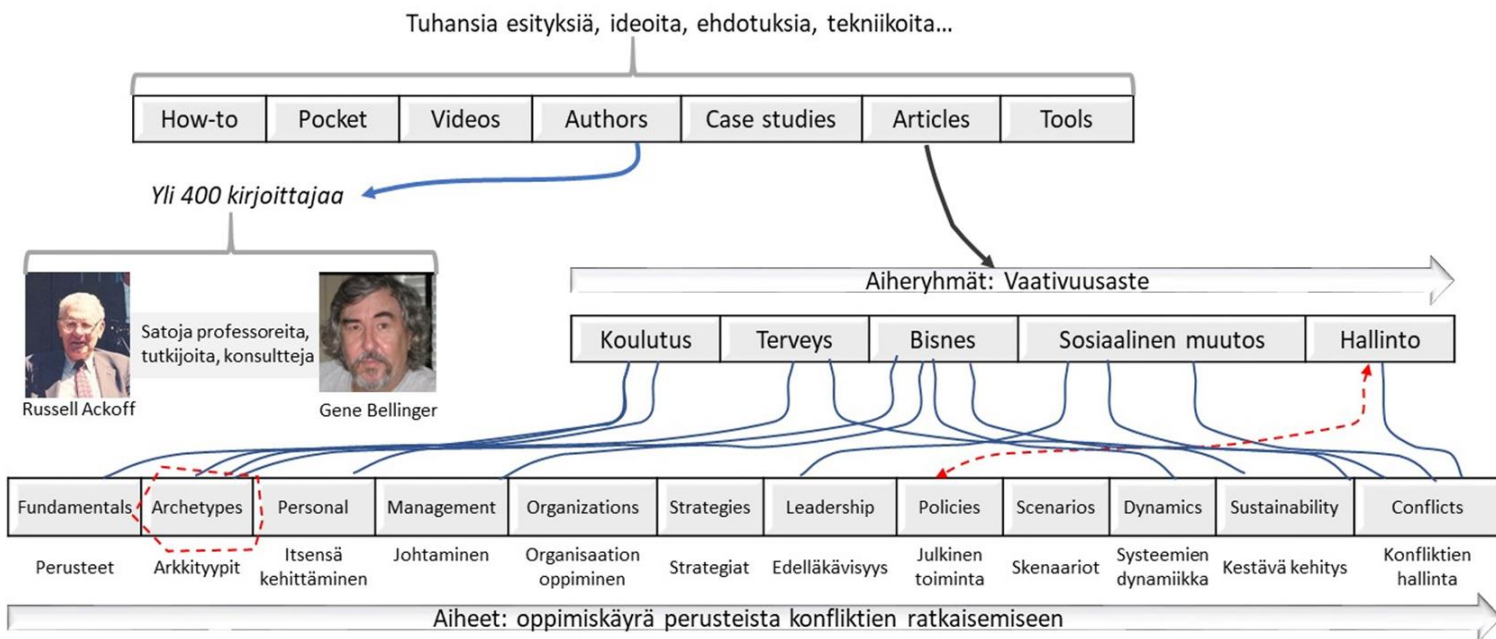 Tuhansia esityksiä, ideoita, ehdotuksia, tekniikoita…
How-to Pocket Videos Authors Case studies Articles Tools
Yli 400 kirjoittajaa
Satoja professoreita,
tutkijoita, konsultteja
Russell Ackoff
Gene Bellinger
Aiheryhmät: Vaativuusaste
Koulutus Terveys Bisnes Sosiaalinen muutos Hallinto
Fundamentals Archetypes Personal Management Organizations Strategies Leadership Policies Scenarios Dynamics Sustainability Conflicts
Perusteet
Arkkityypit
Itsensä
kehittäminen
Johtaminen
Organisaation
oppiminen
Strategiat
Edelläkävisyys
Julkinen
toiminta
Skenaariot
Systeemien
dynamiikka
Kestävä kehitys
Konfliktien
hallinta
Aiheet: oppimiskäyrä perusteista konfliktien ratkaisemiseen